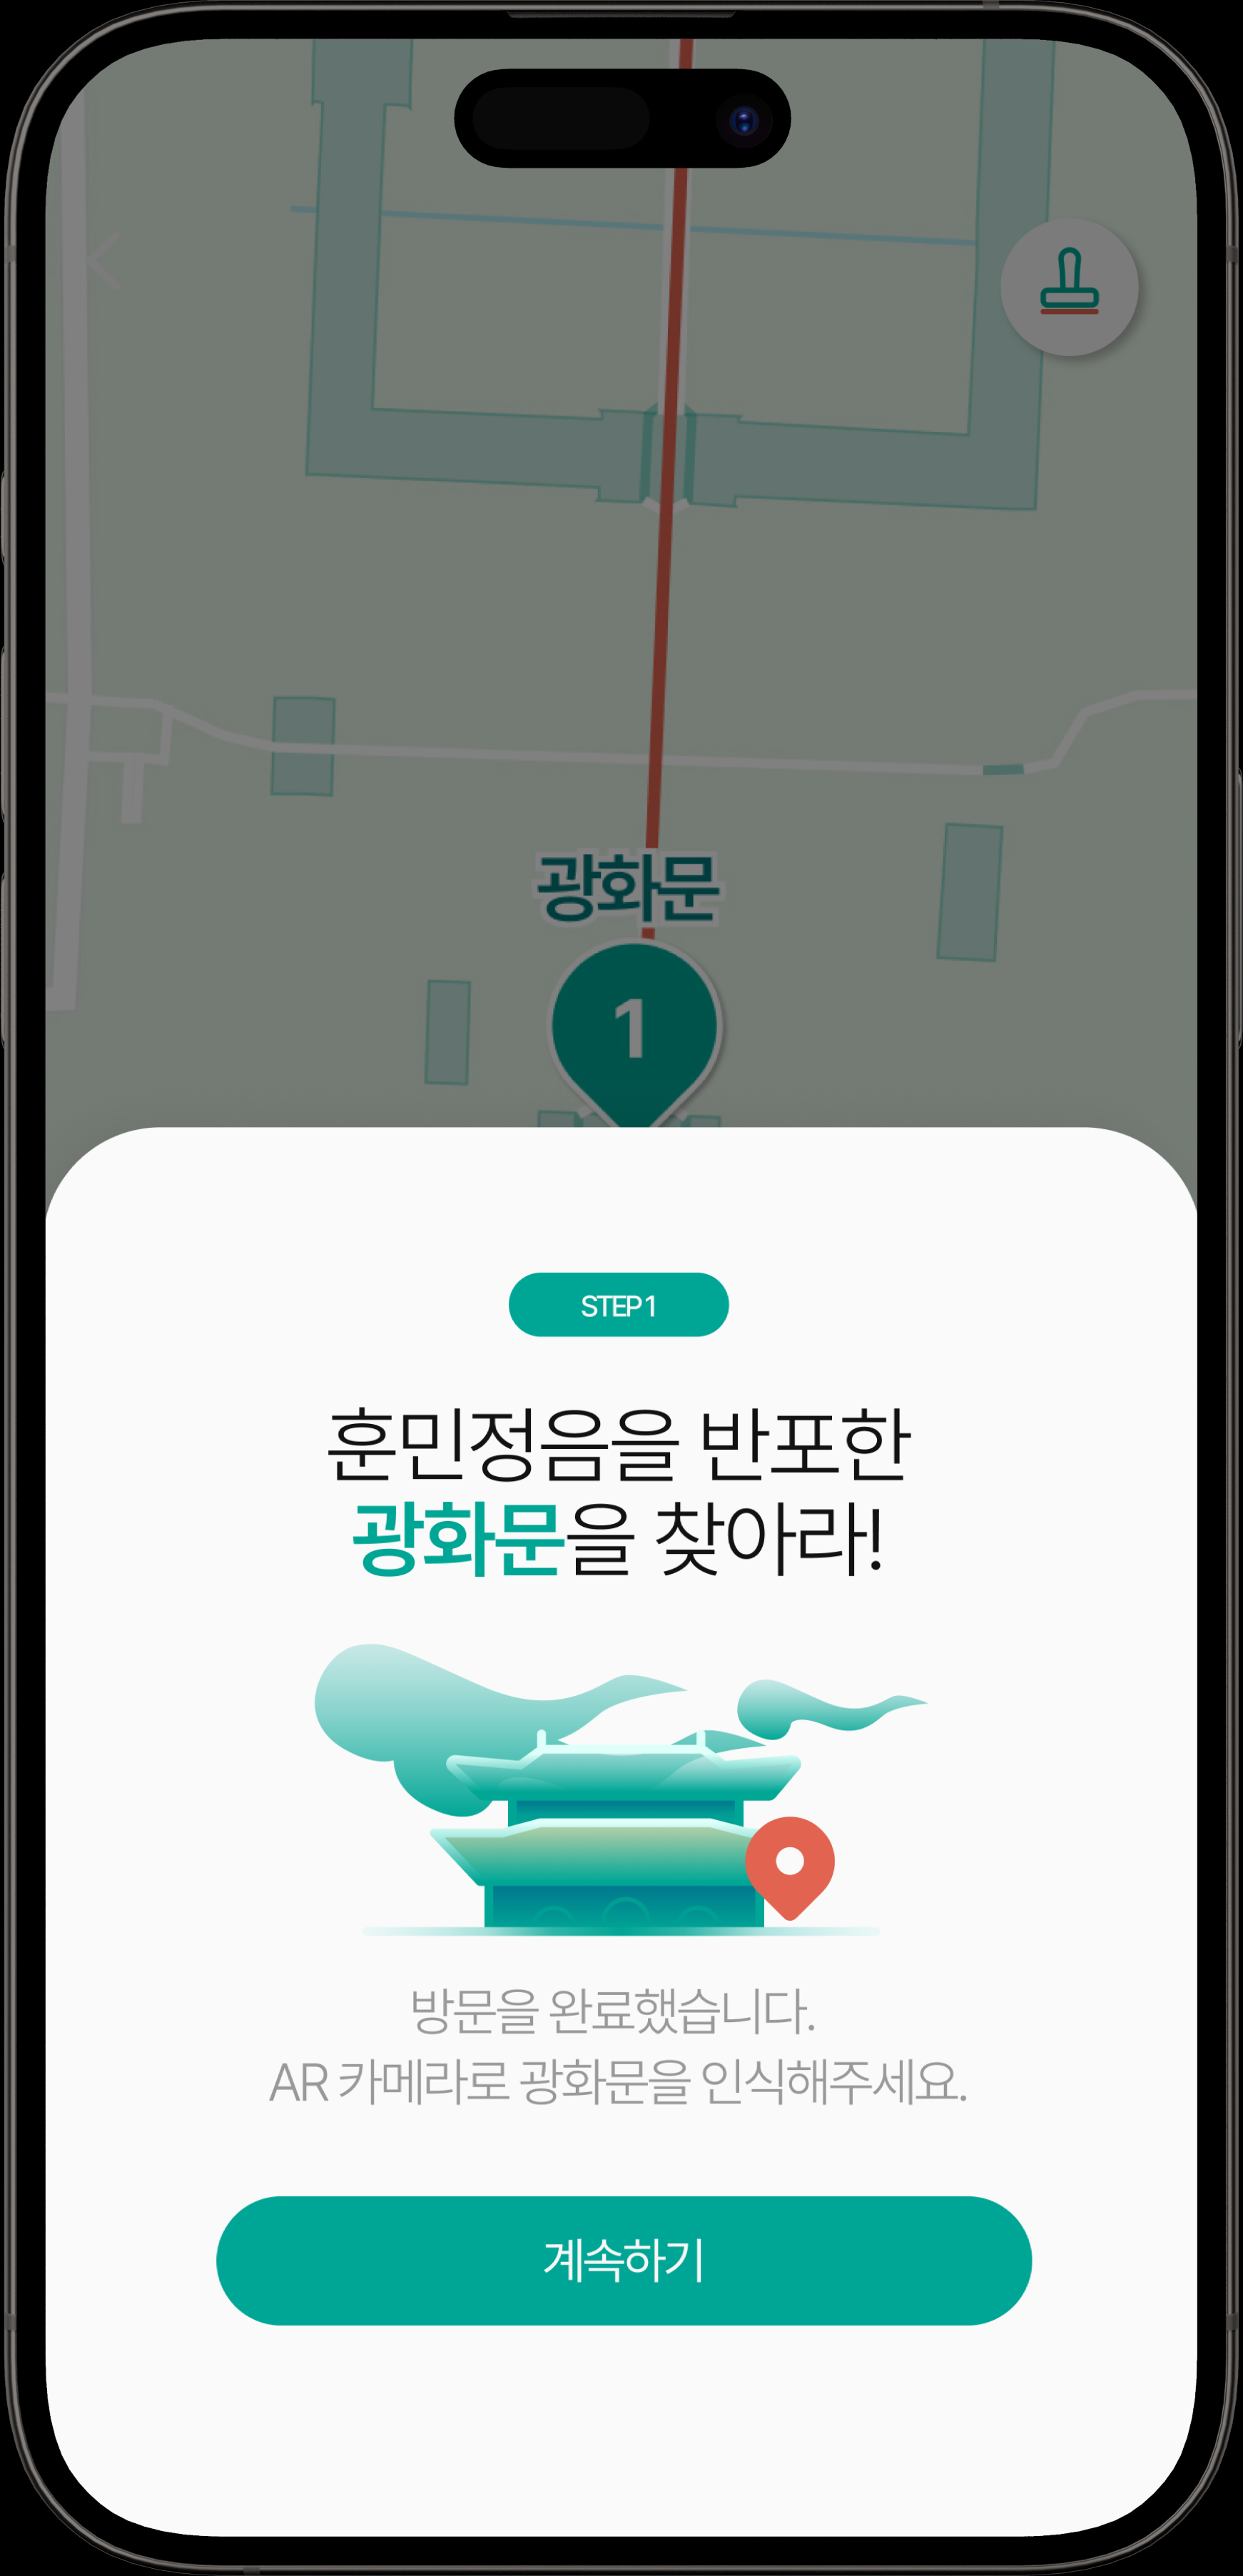 광화문
1
STEP 1
훈민정음을 반포한
광화문을 찾아라!
방문을 완료했습니다.
AR 카메라로 광화문을 인식해주세요.
계속하기